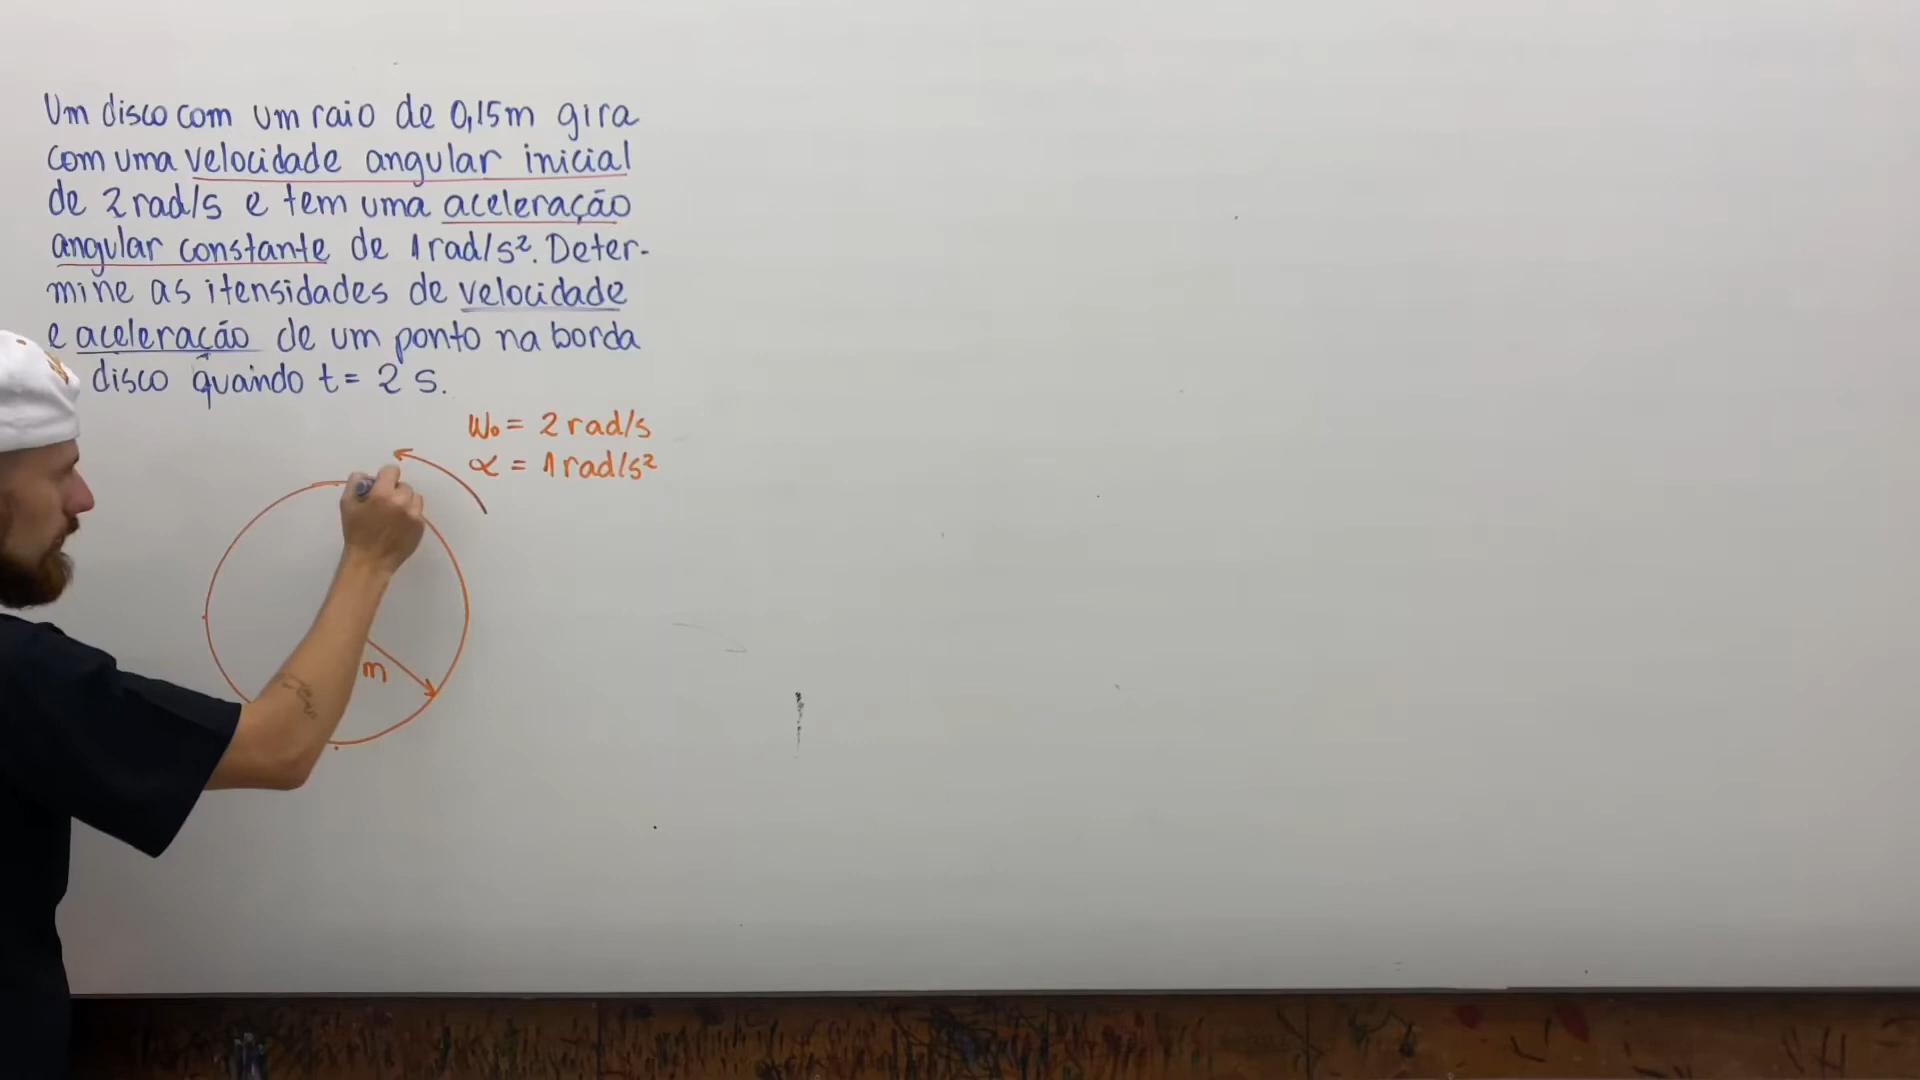 Um disco com um raio de 0,15m gira
com uma velocidade angular inicial
de 2 rad/s e tem uma aceleração
angular constante de 1 rad/s². Deter-
mine as itensidades de velocidade
e aceleração de um ponto na borda
disco quando t = 2 s.
ω₀ = 2 rad/s
α = 1 rad/s²
m